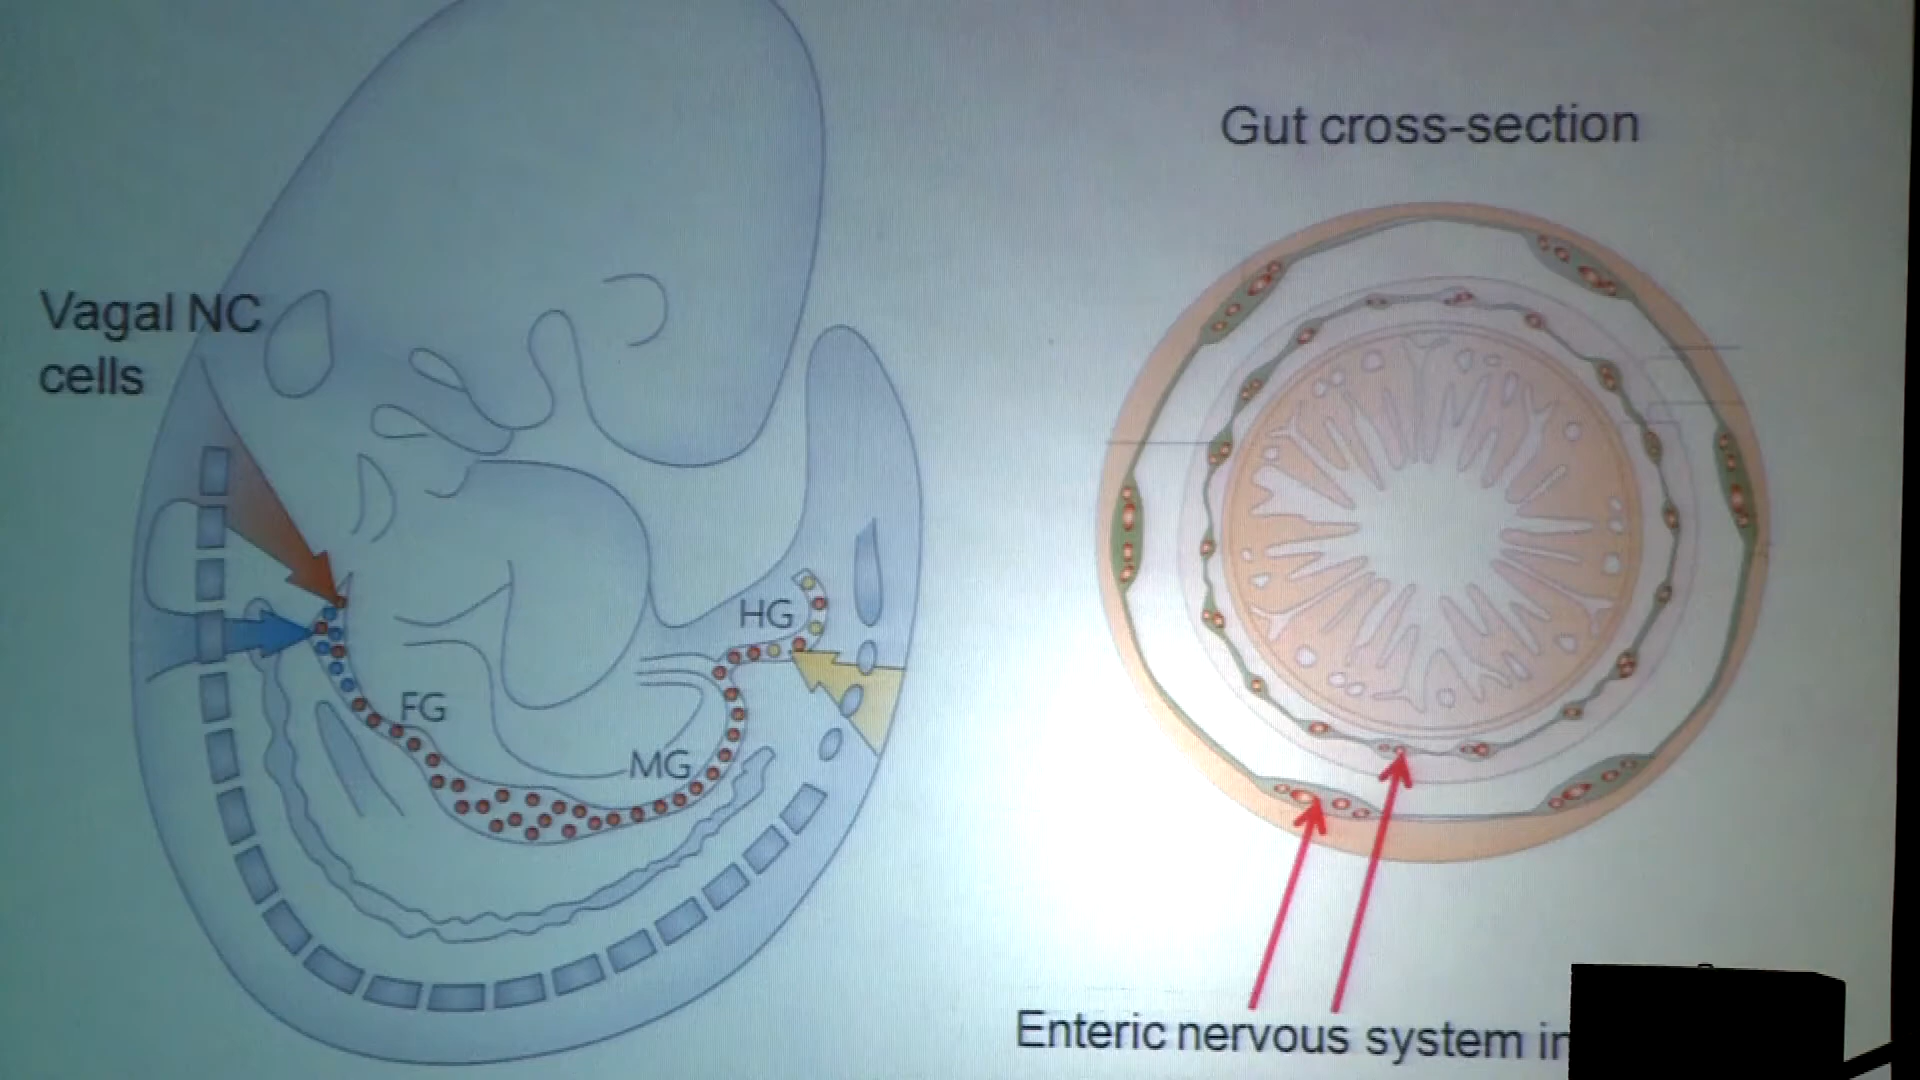 Gut cross-section
Vagal NC
cells
HG
FG
MG
Enteric nervous system in